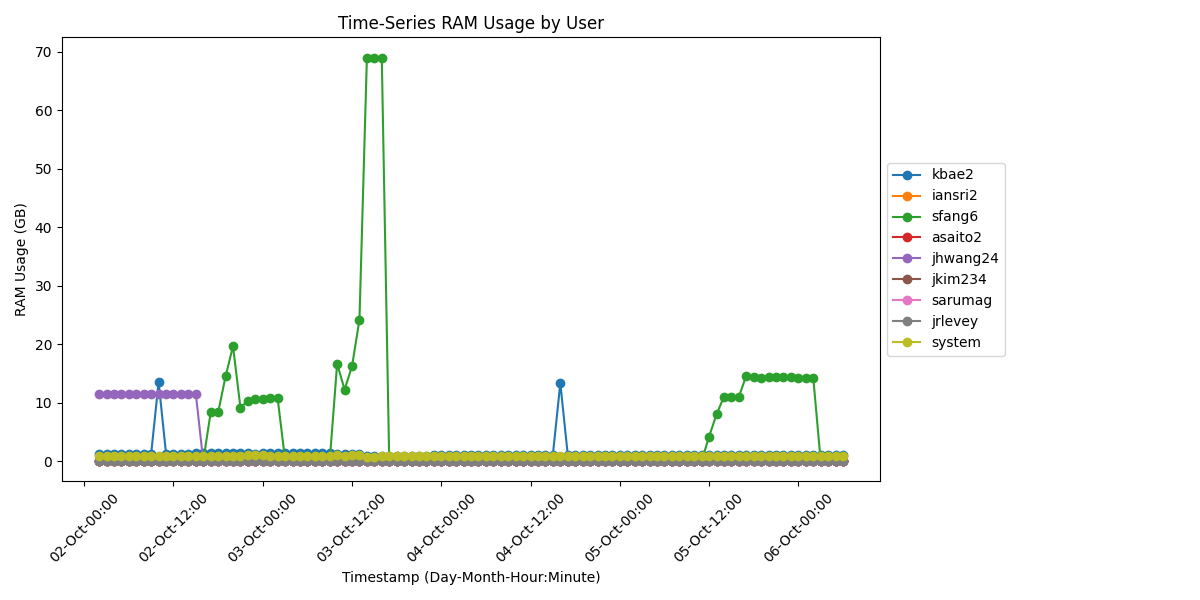 Time-Series RAM Usage by User
RAM Usage (GB)
70
60
50
40
30
20
10
0
02-Oct-00:00
02-Oct-12:00
03-Oct-00:00
03-Oct-12:00
04-Oct-00:00
04-Oct-12:00
05-Oct-00:00
05-Oct-12:00
06-Oct-00:00
Timestamp (Day-Month-Hour:Minute)
kbae2
iansri2
sfang6
asaito2
jhwang24
jkim234
sarumag
jrlevey
system